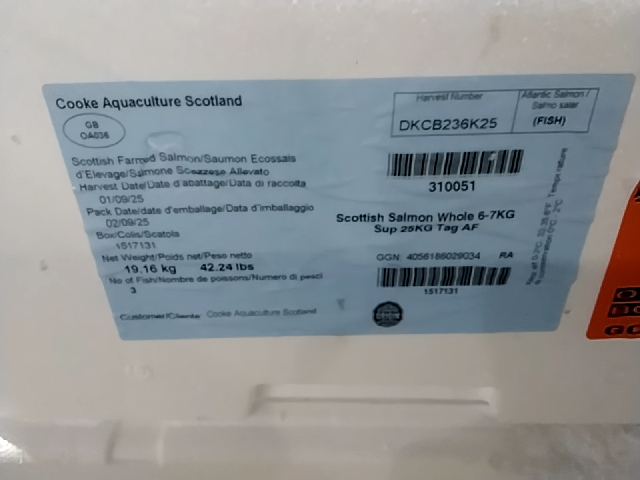 Cooke Aquaculture Scotland
GB
OA036
Scottish Farmed Salmon/Saumon Ecossais
d'Elevage/Salmone Scozzese Allevato
Harvest Date/Date d'abattage/Data di raccolta
01/09/25
Pack Date/date d'emballage/Data d'imballaggio
02/09/25
Box/Colis/Scatola
1517131
Net Weight/Poids net/Peso netto
19.16 kg 42.24 lbs
No of Fish/Nombre de poissons/Numero di pesci
3
Customer/Cliente Cooke Aquaculture Scotland
Harvest Number
DKCB236K25
Atlantic Salmon /
Salmo salar
(FISH)
310051
Scottish Salmon Whole 6-7KG
Sup 25KG Tag AF
GGN: 4056186029034 RA
1517131